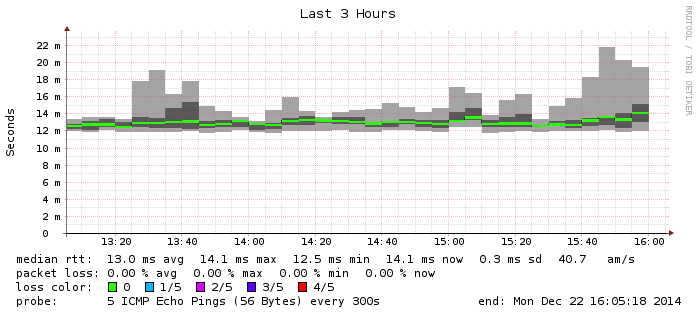 Last 3 Hours
RRDTOOL / TOBI OETIKER
Seconds
22 m
20 m
18 m
16 m
14 m
12 m
10 m
8 m
6 m
4 m
2 m
0
13:20 13:40 14:00 14:20 14:40 15:00 15:20 15:40 16:00
median rtt: 13.0 ms avg 14.1 ms max 12.5 ms min 14.1 ms now 0.3 ms sd 40.7 am/s
packet loss: 0.00 % avg 0.00 % max 0.00 % min 0.00 % now
loss color: 0 1/5 2/5 3/5 4/5
probe: 5 ICMP Echo Pings (56 Bytes) every 300s end: Mon Dec 22 16:05:18 2014